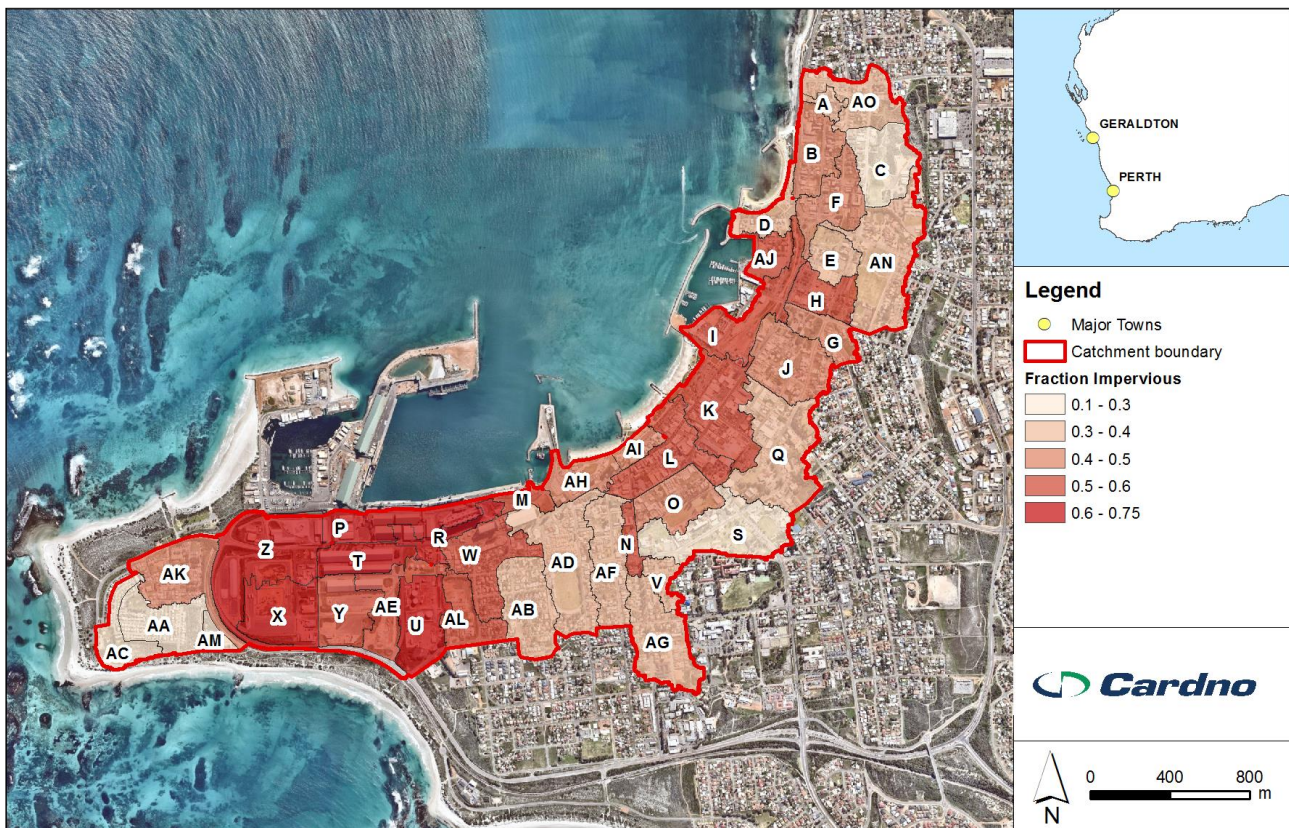 A
AO
B
C
F
D
E
AN
AJ
H
I
G
J
K
Q
AI
L
AH
M
O
P
R
N
S
Z
W
T
AD
AF
V
AK
X
Y
AE
U
AL
AB
AA
AM
AG
AC
GERALDTON
PERTH
Legend
Major Towns
Catchment boundary
Fraction Impervious
0.1 - 0.3
0.3 - 0.4
0.4 - 0.5
0.5 - 0.6
0.6 - 0.75
Cardno
0 400 800
m
N